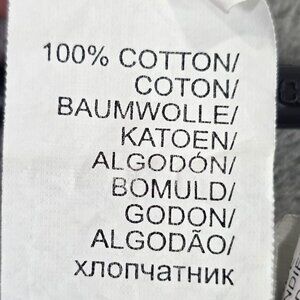 100% COTTON/
COTON/
BAUMWOLLE/
KATOEN/
ALGODÓN/
BOMULD/
GODON/
ALGODÃO/
хлопчатник